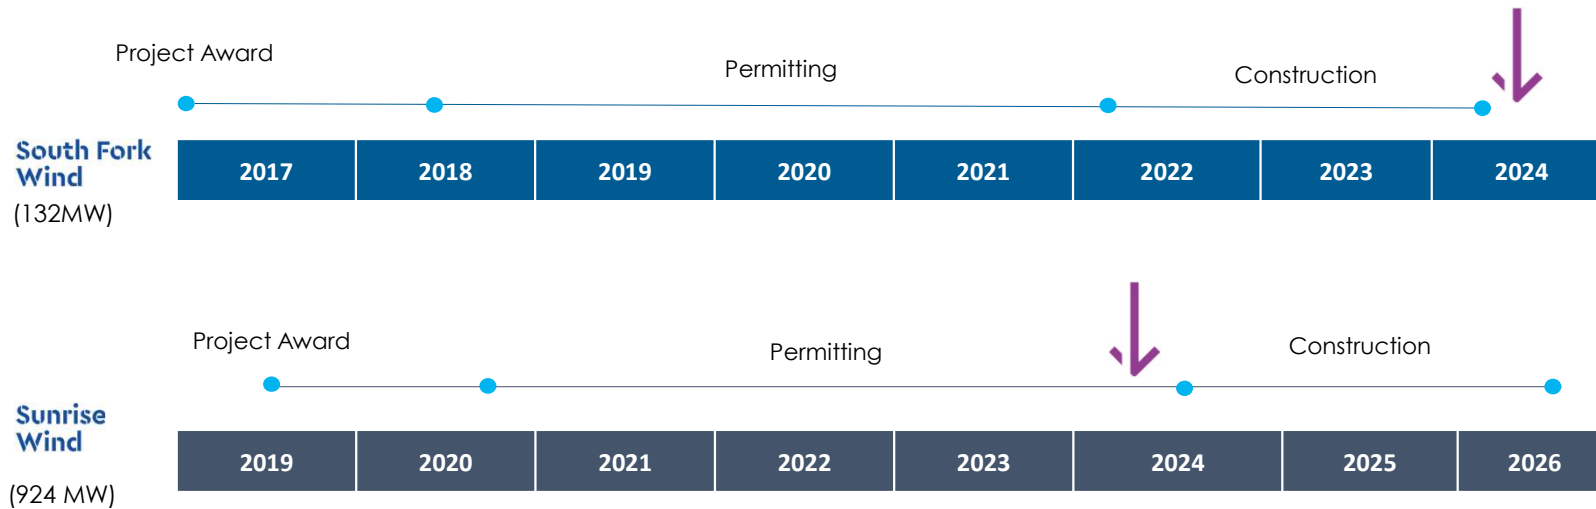 Project Award
Permitting
Construction
South Fork
Wind
(132MW)
2017 2018 2019 2020 2021 2022 2023 2024
Project Award
Permitting
Construction
Sunrise
Wind
(924 MW)
2019 2020 2021 2022 2023 2024 2025 2026